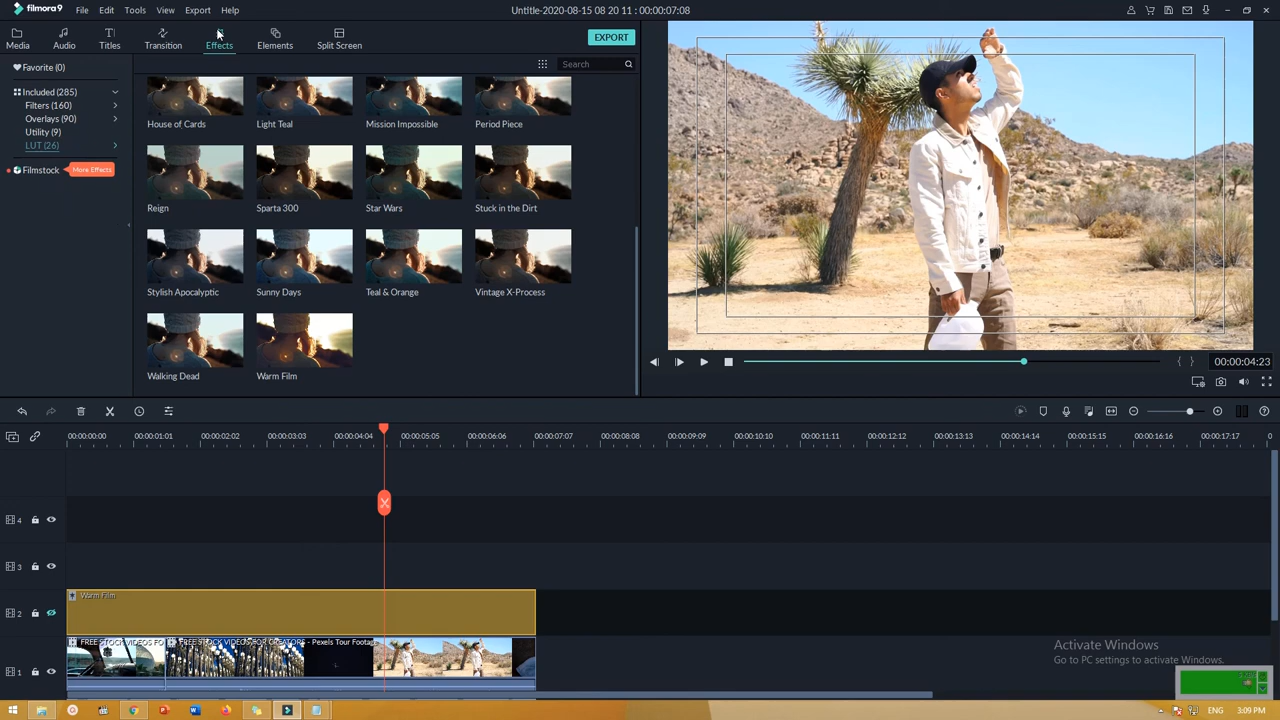 filmora9
File Edit Tools View Export Help
Untitle-2020-08-15 08 20 11 : 00:00:07:08
Media Audio Titles Transition Effects Elements Split Screen
EXPORT
Favorite (0)
Search
Included (285)
Filters (160)
Overlays (90)
Utility (9)
LUT (26)
Filmstock More Effects
House of Cards Light Teal Mission Impossible Period Piece
Reign Sparta 300 Star Wars Stuck in the Dirt
Stylish Apocalyptic Sunny Days Teal & Orange Vintage X-Process
Walking Dead Warm Film
00:00:04:23
00:00:00:00 00:00:01:01 00:00:02:02 00:00:03:03 00:00:04:04 00:00:05:05 00:00:06:06 00:00:07:07 00:00:08:08 00:00:09:09 00:00:10:10 00:00:11:11 00:00:12:12 00:00:13:13 00:00:14:14 00:00:15:15 00:00:16:16 00:00:17:17 0
4
3
2 Warm Film
1 FREE STOCK VIDEOS FO FREE STOCK VIDEOS FOR CREATORS - Pexels Tour Footage
Activate Windows
Go to PC settings to activate Windows.
ENG 3:09 PM